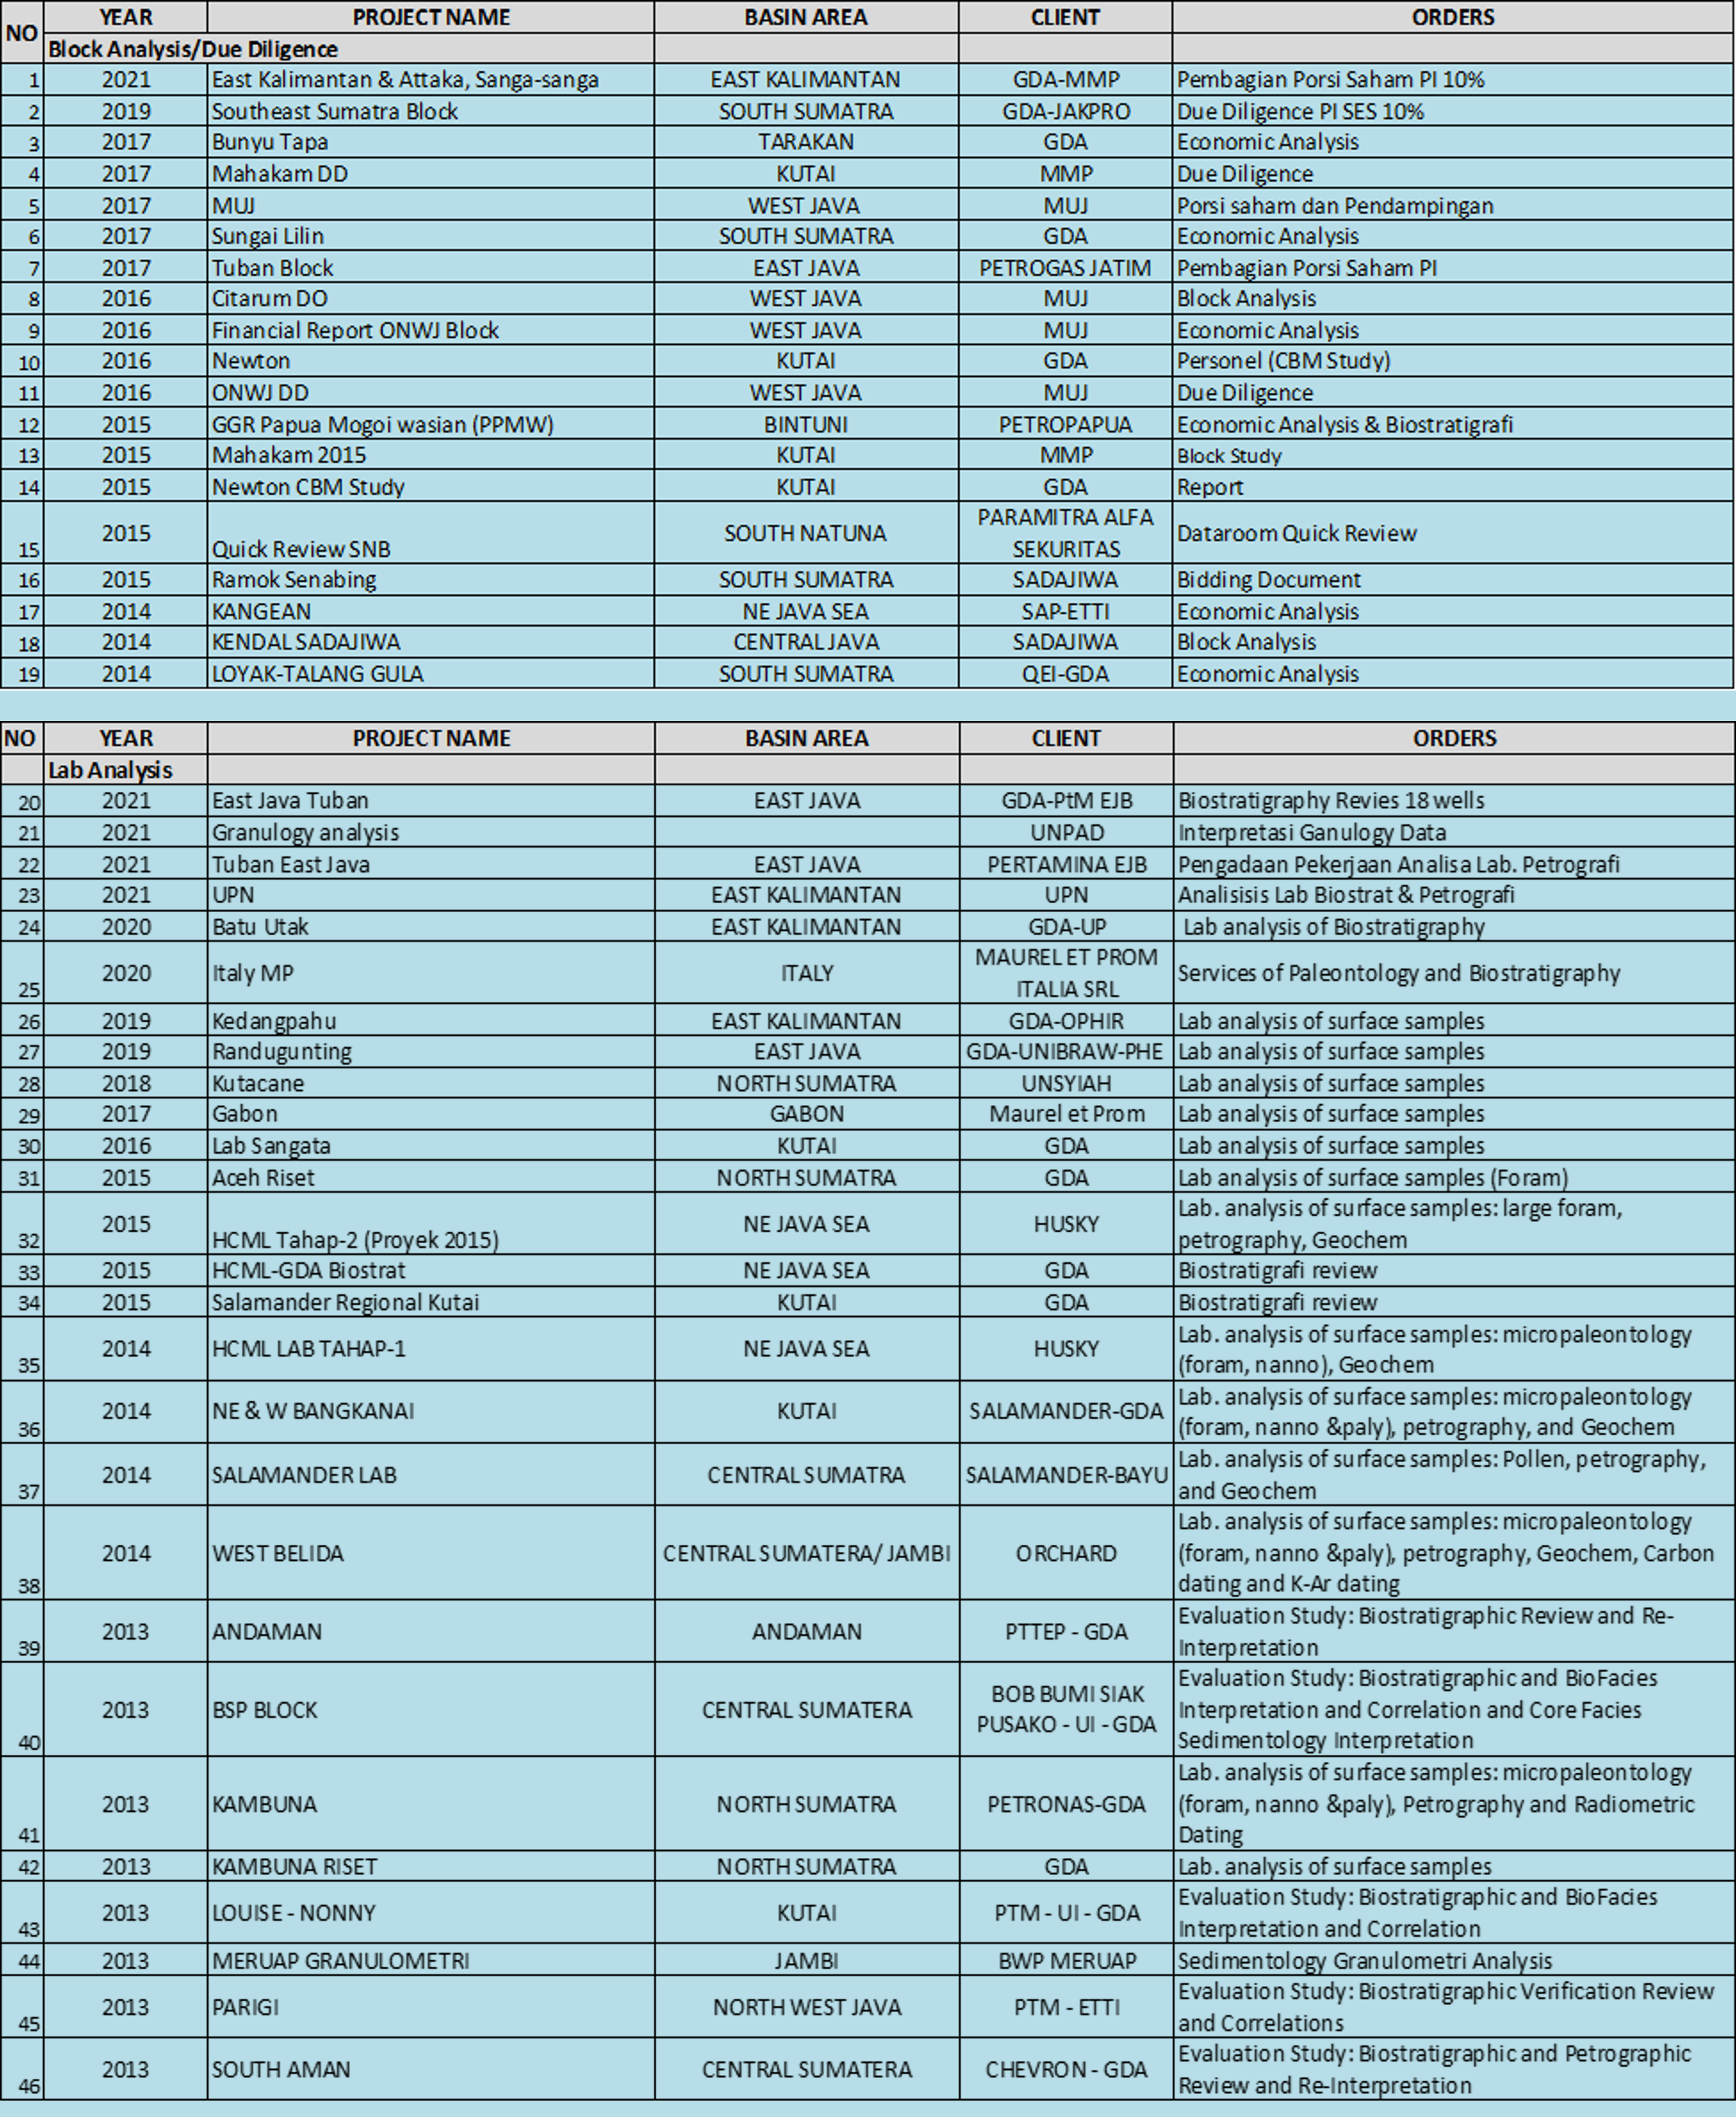 NO YEAR PROJECT NAME BASIN AREA CLIENT ORDERS
Block Analysis/Due Diligence
1 2021 East Kalimantan & Attaka, Sanga-sanga EAST KALIMANTAN GDA-MMP Pembagian Porsi Saham PI 10%
2 2019 Southeast Sumatra Block SOUTH SUMATRA GDA-JAKPRO Due Diligence PI SES 10%
3 2017 Bunyu Tapa TARAKAN GDA Economic Analysis
4 2017 Mahakam DD KUTAI MMP Due Diligence
5 2017 MUJ WEST JAVA MUJ Porsi saham dan Pendampingan
6 2017 Sungai Lilin SOUTH SUMATRA GDA Economic Analysis
7 2017 Tuban Block EAST JAVA PETROGAS JATIM Pembagian Porsi Saham PI
8 2016 Citarum DO WEST JAVA MUJ Block Analysis
9 2016 Financial Report ONWJ Block WEST JAVA MUJ Economic Analysis
10 2016 Newton KUTAI GDA Personel (CBM Study)
11 2016 ONWJ DD WEST JAVA MUJ Due Diligence
12 2015 GGR Papua Mogoi wasian (PPMW) BINTUNI PETROPAPUA Economic Analysis & Biostratigrafi
13 2015 Mahakam 2015 KUTAI MMP Block Study
14 2015 Newton CBM Study KUTAI GDA Report
15 2015 Quick Review SNB SOUTH NATUNA PARAMITRA ALFA
SEKURITAS Dataroom Quick Review
16 2015 Ramok Senabing SOUTH SUMATRA SADAJIWA Bidding Document
17 2014 KANGEAN NE JAVA SEA SAP-ETTI Economic Analysis
18 2014 KENDAL SADAJIWA CENTRAL JAVA SADAJIWA Block Analysis
19 2014 LOYAK-TALANG GULA SOUTH SUMATRA QEI-GDA Economic Analysis
NO YEAR PROJECT NAME BASIN AREA CLIENT ORDERS
Lab Analysis
20 2021 East Java Tuban EAST JAVA GDA-PtM EJB Biostratigraphy Revies 18 wells
21 2021 Granulogy analysis UNPAD Interpretasi Ganulogy Data
22 2021 Tuban East Java EAST JAVA PERTAMINA EJB Pengadaan Pekerjaan Analisa Lab. Petrografi
23 2021 UPN EAST KALIMANTAN UPN Analisisis Lab Biostrat & Petrografi
24 2020 Batu Utak EAST KALIMANTAN GDA-UP Lab analysis of Biostratigraphy
25 2020 Italy MP ITALY MAUREL ET PROM
ITALIA SRL Services of Paleontology and Biostratigraphy
26 2019 Kedangpahu EAST KALIMANTAN GDA-OPHIR Lab analysis of surface samples
27 2019 Randugunting EAST JAVA GDA-UNIBRAW-PHE Lab analysis of surface samples
28 2018 Kutacane NORTH SUMATRA UNSYIAH Lab analysis of surface samples
29 2017 Gabon GABON Maurel et Prom Lab analysis of surface samples
30 2016 Lab Sangata KUTAI GDA Lab analysis of surface samples
31 2015 Aceh Riset NORTH SUMATRA GDA Lab analysis of surface samples (Foram)
32 2015 HCML Tahap-2 (Proyek 2015) NE JAVA SEA HUSKY Lab. analysis of surface samples: large foram,
petrography, Geochem
33 2015 HCML-GDA Biostrat NE JAVA SEA GDA Biostratigrafi review
34 2015 Salamander Regional Kutai KUTAI GDA Biostratigrafi review
35 2014 HCML LAB TAHAP-1 NE JAVA SEA HUSKY Lab. analysis of surface samples: micropaleontology
(foram, nanno), Geochem
36 2014 NE & W BANGKANAI KUTAI SALAMANDER-GDA Lab. analysis of surface samples: micropaleontology
(foram, nanno &paly), petrography, and Geochem
37 2014 SALAMANDER LAB CENTRAL SUMATRA SALAMANDER-BAYU Lab. analysis of surface samples: Pollen, petrography,
and Geochem
38 2014 WEST BELIDA CENTRAL SUMATERA/ JAMBI ORCHARD Lab. analysis of surface samples: micropaleontology
(foram, nanno &paly), petrography, Geochem, Carbon
dating and K-Ar dating
39 2013 ANDAMAN ANDAMAN PTTEP - GDA Evaluation Study: Biostratigraphic Review and Re-
Interpretation
40 2013 BSP BLOCK CENTRAL SUMATERA BOB BUMI SIAK
PUSAKO - UI - GDA Evaluation Study: Biostratigraphic and BioFacies
Interpretation and Correlation and Core Facies
Sedimentology Interpretation
41 2013 KAMBUNA NORTH SUMATRA PETRONAS-GDA Lab. analysis of surface samples: micropaleontology
(foram, nanno &paly), Petrography and Radiometric
Dating
42 2013 KAMBUNA RISET NORTH SUMATRA GDA Lab. analysis of surface samples
43 2013 LOUISE - NONNY KUTAI PTM - UI - GDA Evaluation Study: Biostratigraphic and BioFacies
Interpretation and Correlation
44 2013 MERUAP GRANULOMETRI JAMBI BWP MERUAP Sedimentology Granulometri Analysis
45 2013 PARIGI NORTH WEST JAVA PTM - ETTI Evaluation Study: Biostratigraphic Verification Review
and Correlations
46 2013 SOUTH AMAN CENTRAL SUMATERA CHEVRON - GDA Evaluation Study: Biostratigraphic and Petrographic
Review and Re-Interpretation